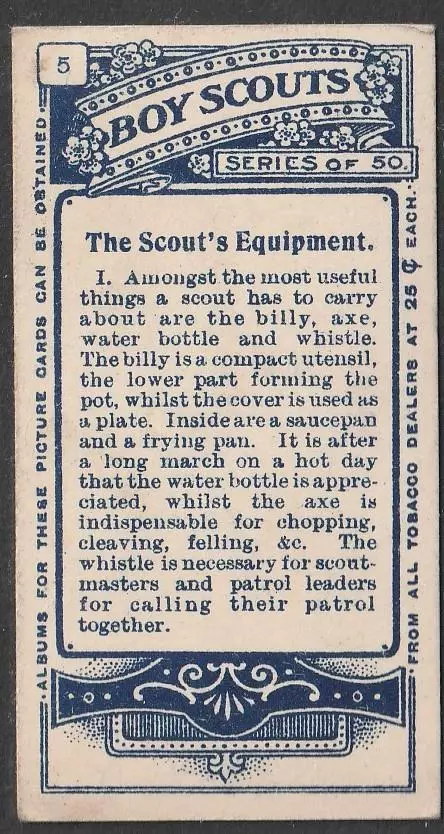 5
BOY SCOUTS
SERIES OF 50.
The Scout's Equipment.
I. Amongst the most useful
things a scout has to carry
about are the billy, axe,
water bottle and whistle.
The billy is a compact utensil,
the lower part forming the
pot, whilst the cover is used as
a plate. Inside are a saucepan
and a frying pan. It is after
a long march on a hot day
that the water bottle is appre-
ciated, whilst the axe is
indispensable for chopping,
cleaving, felling, &c. The
whistle is necessary for scout-
masters and patrol leaders
for calling their patrol
together.
ALBUMS FOR THESE PICTURE CARDS CAN BE OBTAINED
FROM ALL TOBACCO DEALERS AT 25 ¢ EACH.